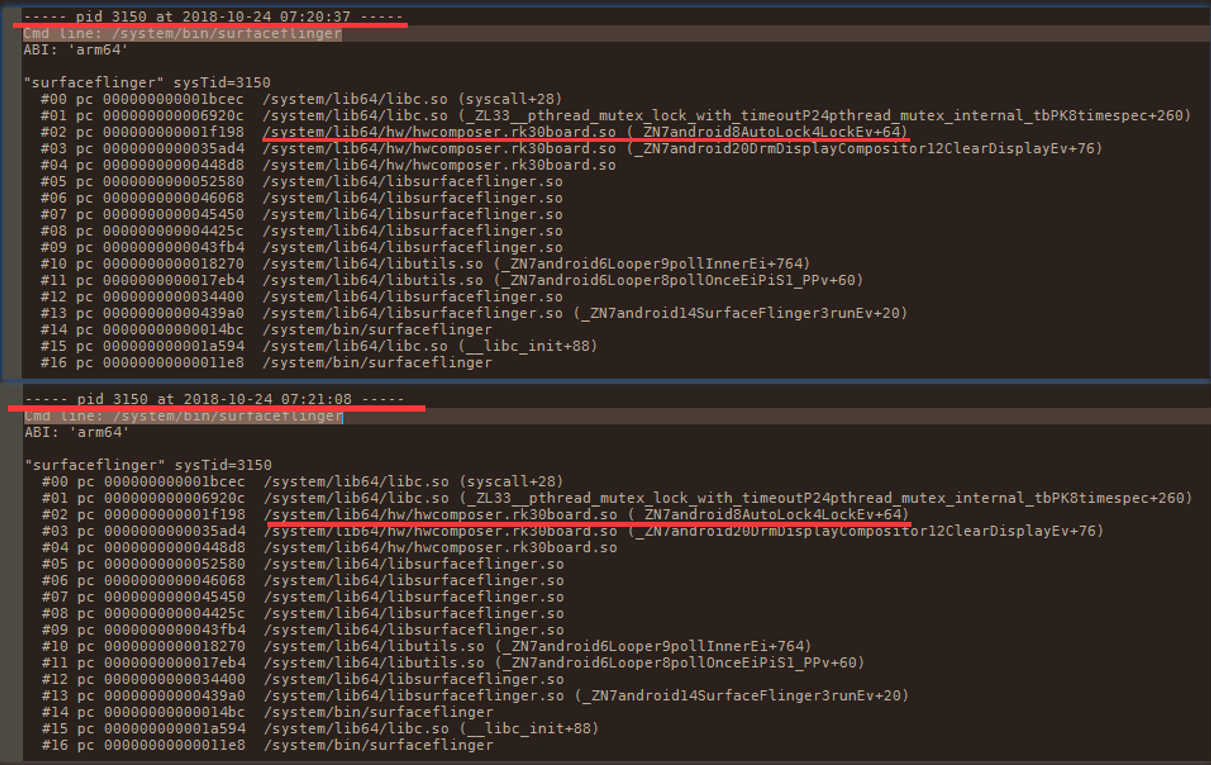 ----- pid 3150 at 2018-10-24 07:20:37 -----
Cmd line: /system/bin/surfaceflinger
ABI: 'arm64'
"surfaceflinger" sysTid=3150
#00 pc 000000000001bcec /system/lib64/libc.so (syscall+28)
#01 pc 000000000006920c /system/lib64/libc.so (_ZL33__pthread_mutex_lock_with_timeoutP24pthread_mutex_internal_tbPK8timespec+260)
#02 pc 000000000001f198 /system/lib64/hw/hwcomposer.rk30board.so (_ZN7android8AutoLock4LockEv+64)
#03 pc 0000000000035ad4 /system/lib64/hw/hwcomposer.rk30board.so (_ZN7android20DrmDisplayCompositor12ClearDisplayEv+76)
#04 pc 00000000000448d8 /system/lib64/hw/hwcomposer.rk30board.so
#05 pc 0000000000052580 /system/lib64/libsurfaceflinger.so
#06 pc 0000000000046068 /system/lib64/libsurfaceflinger.so
#07 pc 0000000000045450 /system/lib64/libsurfaceflinger.so
#08 pc 000000000004425c /system/lib64/libsurfaceflinger.so
#09 pc 0000000000043fb4 /system/lib64/libsurfaceflinger.so
#10 pc 0000000000018270 /system/lib64/libutils.so (_ZN7android6Looper9pollInnerEi+764)
#11 pc 0000000000017eb4 /system/lib64/libutils.so (_ZN7android6Looper8pollOnceEiPiS1_PPv+60)
#12 pc 0000000000034400 /system/lib64/libsurfaceflinger.so
#13 pc 00000000000439a0 /system/lib64/libsurfaceflinger.so (_ZN7android14SurfaceFlinger3runEv+20)
#14 pc 00000000000014bc /system/bin/surfaceflinger
#15 pc 000000000001a594 /system/lib64/libc.so (__libc_init+88)
#16 pc 00000000000011e8 /system/bin/surfaceflinger
----- pid 3150 at 2018-10-24 07:21:08 -----
Cmd line: /system/bin/surfaceflinger
ABI: 'arm64'
"surfaceflinger" sysTid=3150
#00 pc 000000000001bcec /system/lib64/libc.so (syscall+28)
#01 pc 000000000006920c /system/lib64/libc.so (_ZL33__pthread_mutex_lock_with_timeoutP24pthread_mutex_internal_tbPK8timespec+260)
#02 pc 000000000001f198 /system/lib64/hw/hwcomposer.rk30board.so (_ZN7android8AutoLock4LockEv+64)
#03 pc 0000000000035ad4 /system/lib64/hw/hwcomposer.rk30board.so (_ZN7android20DrmDisplayCompositor12ClearDisplayEv+76)
#04 pc 00000000000448d8 /system/lib64/hw/hwcomposer.rk30board.so
#05 pc 0000000000052580 /system/lib64/libsurfaceflinger.so
#06 pc 0000000000046068 /system/lib64/libsurfaceflinger.so
#07 pc 0000000000045450 /system/lib64/libsurfaceflinger.so
#08 pc 000000000004425c /system/lib64/libsurfaceflinger.so
#09 pc 0000000000043fb4 /system/lib64/libsurfaceflinger.so
#10 pc 0000000000018270 /system/lib64/libutils.so (_ZN7android6Looper9pollInnerEi+764)
#11 pc 0000000000017eb4 /system/lib64/libutils.so (_ZN7android6Looper8pollOnceEiPiS1_PPv+60)
#12 pc 0000000000034400 /system/lib64/libsurfaceflinger.so
#13 pc 00000000000439a0 /system/lib64/libsurfaceflinger.so (_ZN7android14SurfaceFlinger3runEv+20)
#14 pc 00000000000014bc /system/bin/surfaceflinger
#15 pc 000000000001a594 /system/lib64/libc.so (__libc_init+88)
#16 pc 00000000000011e8 /system/bin/surfaceflinger